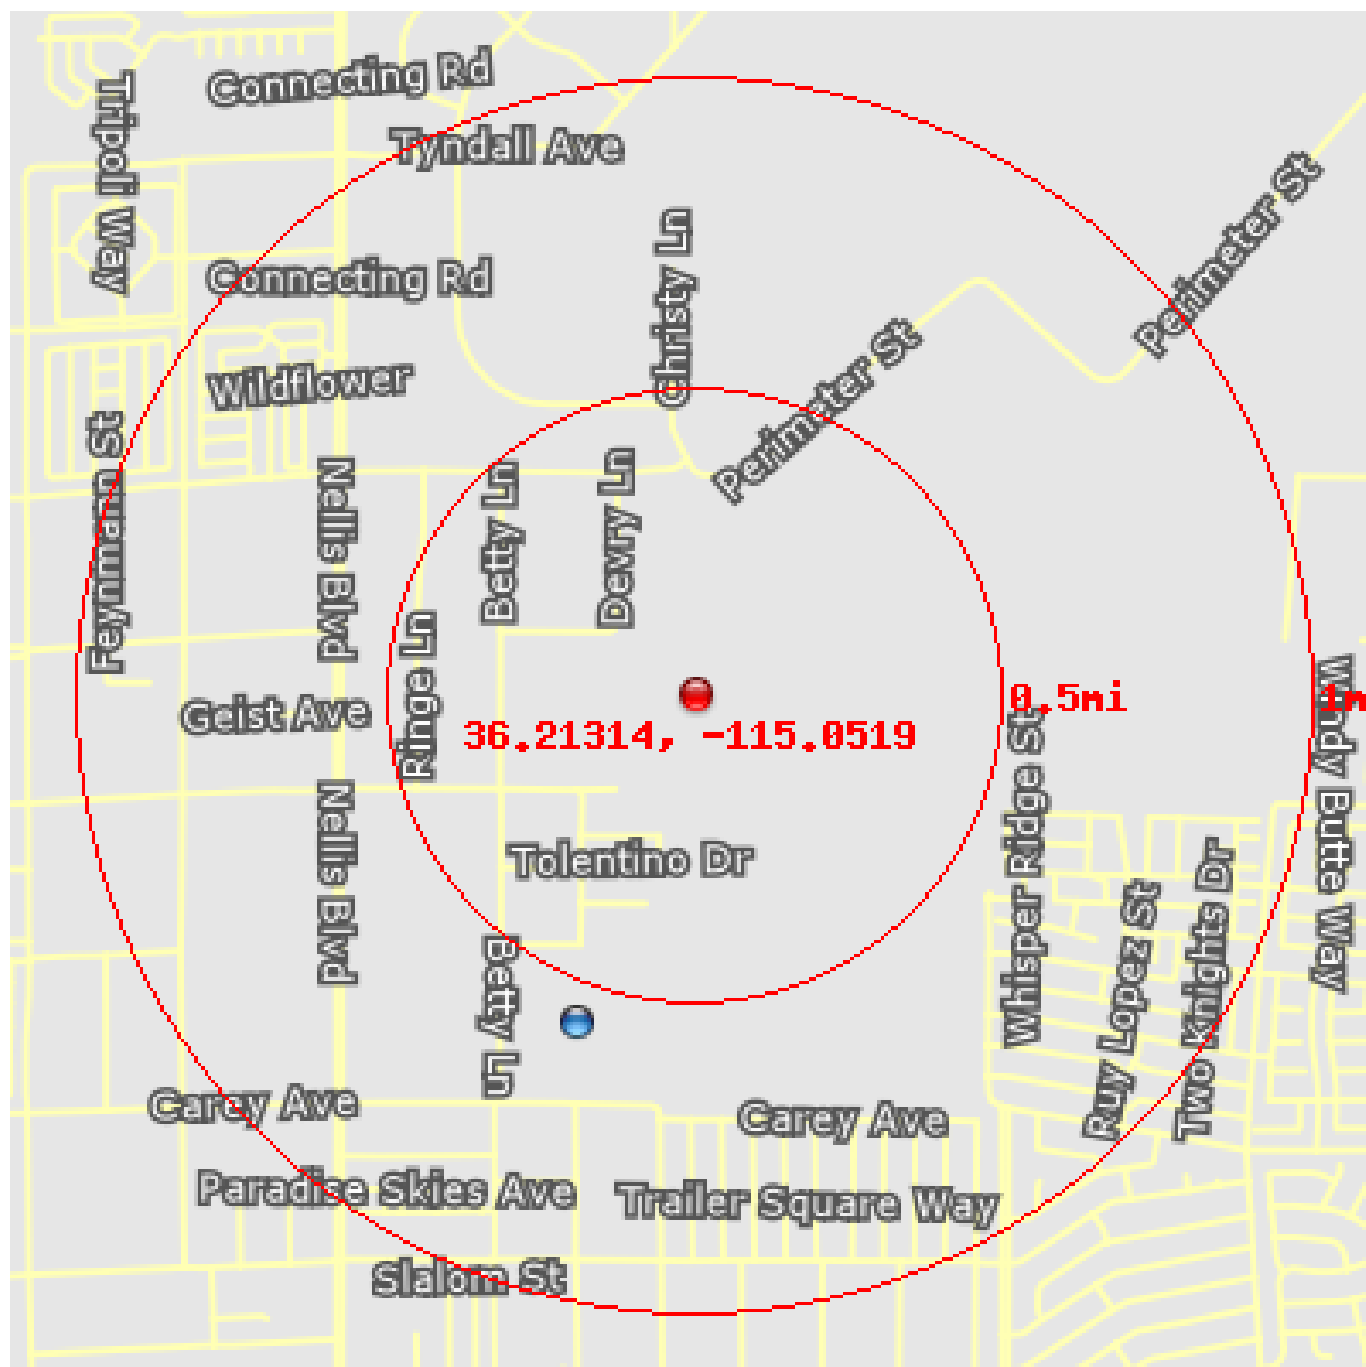 Connecting Rd
Tripoli Way
Tyndall Ave
Perimeter St
Christy Ln
Connecting Rd
Perimeter St
Wildflower
Feynmann St
Nellis Blvd
Betty Ln
Devry Ln
Ringe Ln
Geist Ave
0.5mi
1m
36.21314, -115.0519
Windy Butte Way
Whisper Ridge St
Nellis Blvd
Tolentino Dr
Two Knights Dr
Ruy Lopez St
Betty Ln
Carey Ave
Carey Ave
Paradise Skies Ave
Trailer Square Way
Slalom St